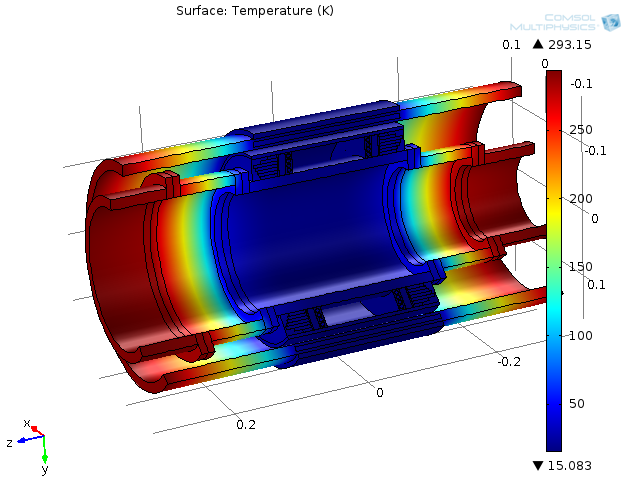 Surface: Temperature (K)
COMSOL
MULTIPHYSICS
0.1
▲ 293.15
0
-0.1
250
-0.1
200
0
150
0.1
100
-0.2
0
50
0.2
x
z
y
▼ 15.083